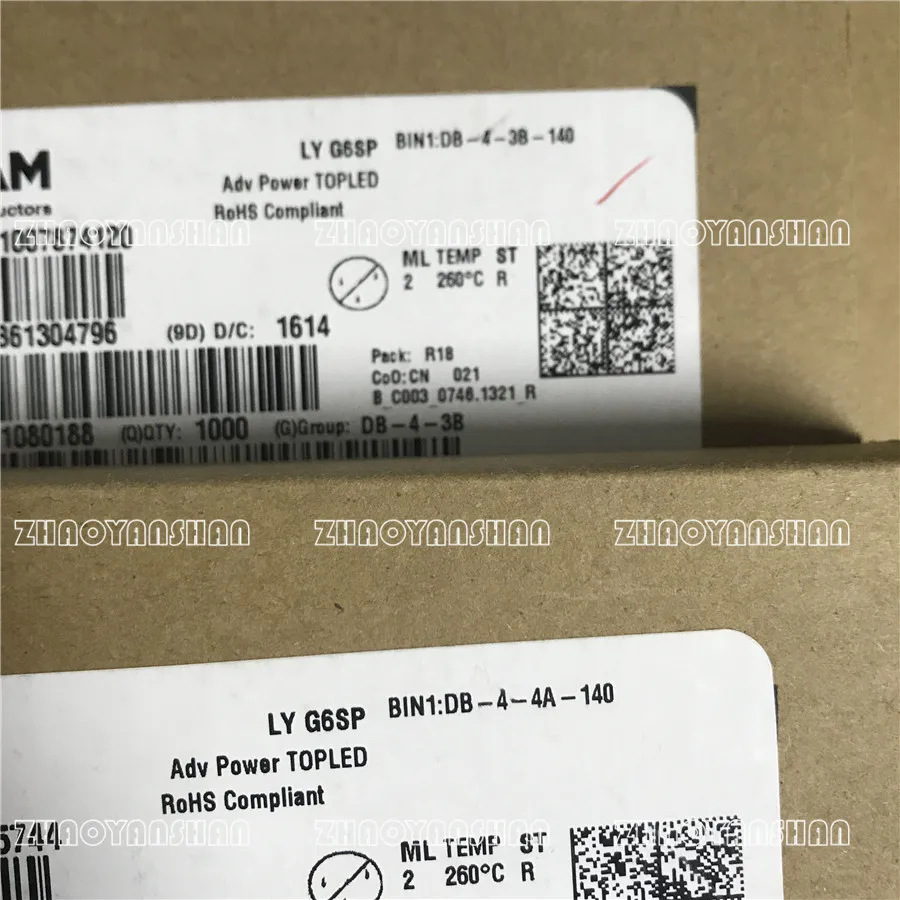 LY G6SP BIN1:DB-4-3B-140
AM
Adv Power TOPLED
uctors
RoHS Compliant
ZHAOYANSHAN ZHAOYANSHAN ZHAOYANSHAN
ML TEMP ST
2 260°C R
861304796 (9D) D/C: 1614
Pack: R18
CoO:CN 021
B_C003_0746.1321_R
1080188 (Q)QTY: 1000 (G)Group: DB-4-3B
ZHAOYANSHAN ZHAOYANSHAN ZHAOYANSHAN
LY G6SP BIN1:DB-4-4A-140
Adv Power TOPLED
RoHS Compliant
5744
ZHAOYANSHAN ZHAOYANSHAN ZHAOYANSHAN
ML TEMP ST
2 260°C R